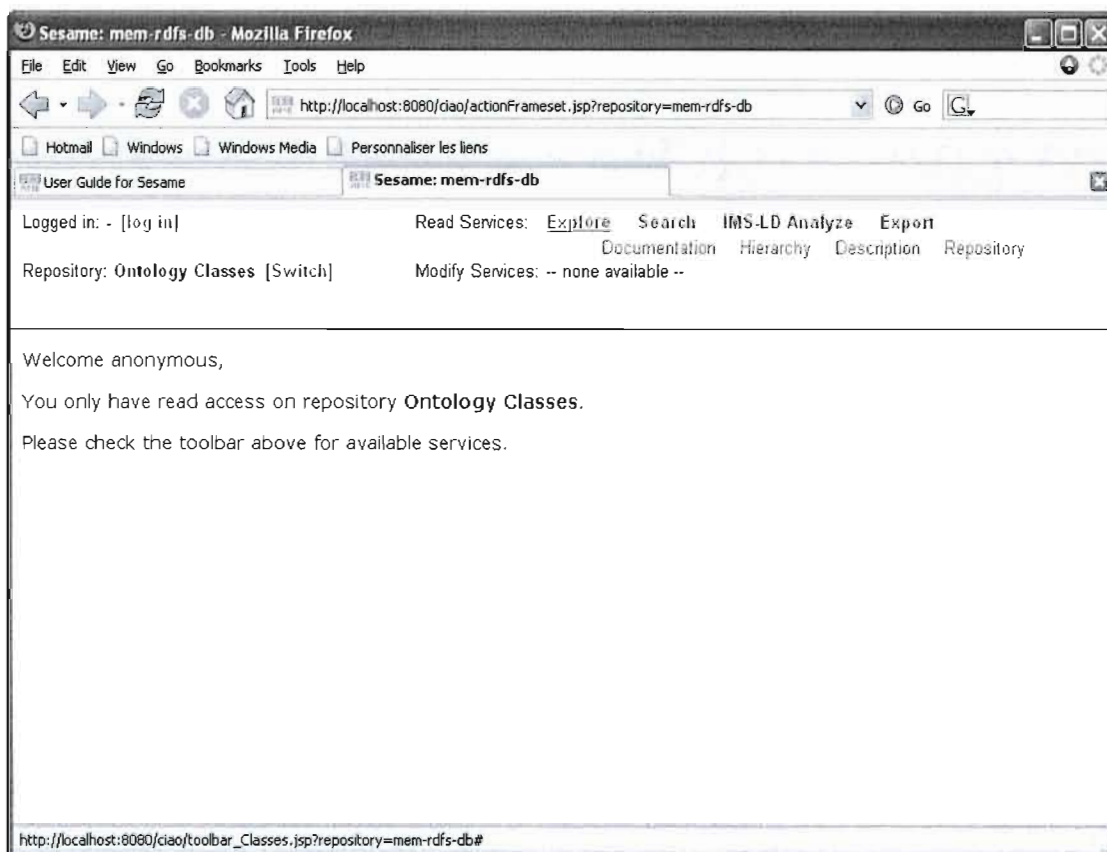 Sesame: mem-rdfs-db - Mozilla Firefox
File Edit View Go Bookmarks Tools Help
http://localhost:8080/ciao/actionFrameset.jsp?repository=mem-rdfs-db Go G
Hotmail Windows Windows Media Personnaliser les liens
User Guide for Sesame Sesame: mem-rdfs-db
Logged in: - [log in] Read Services: Explore Search IMS-LD Analyze Export
Documentation Hierarchy Description Repository
Repository: Ontology Classes [Switch] Modify Services: -- none available --
Welcome anonymous,
You only have read access on repository Ontology Classes.
Please check the toolbar above for available services.
http://localhost:8080/ciao/toolbar_Classes.jsp?repository=mem-rdfs-db#